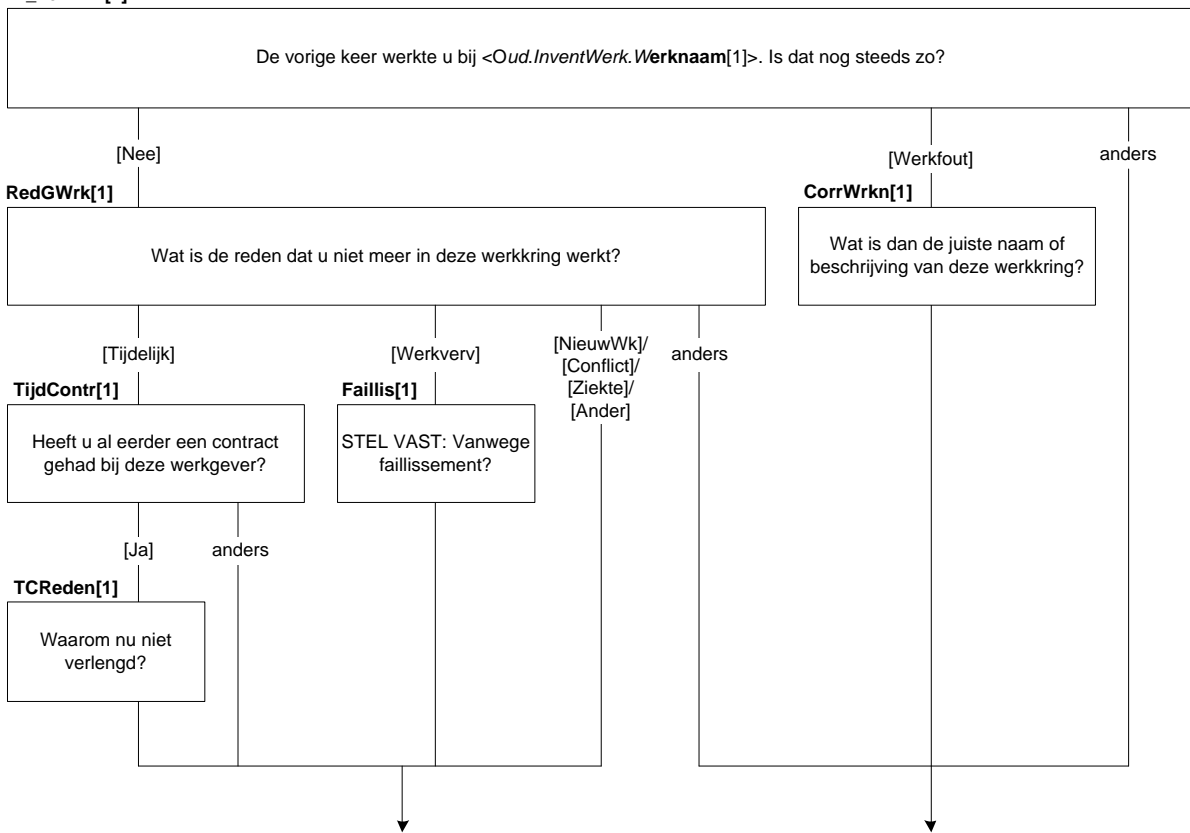 De vorige keer werkte u bij <Oud.InventWerk.Werknaam[1]>. Is dat nog steeds zo?
[Nee]
[Werkfout]
anders
RedGWrk[1]
CorrWrkn[1]
Wat is de reden dat u niet meer in deze werkkring werkt?
Wat is dan de juiste naam of
beschrijving van deze werkkring?
[Tijdelijk]
[Werkverv]
[NieuwWk]/
[Conflict]/
[Ziekte]/
[Ander]
anders
TijdContr[1]
Faillis[1]
Heeft u al eerder een contract
gehad bij deze werkgever?
STEL VAST: Vanwege
faillissement?
[Ja]
anders
TCReden[1]
Waarom nu niet
verlengd?